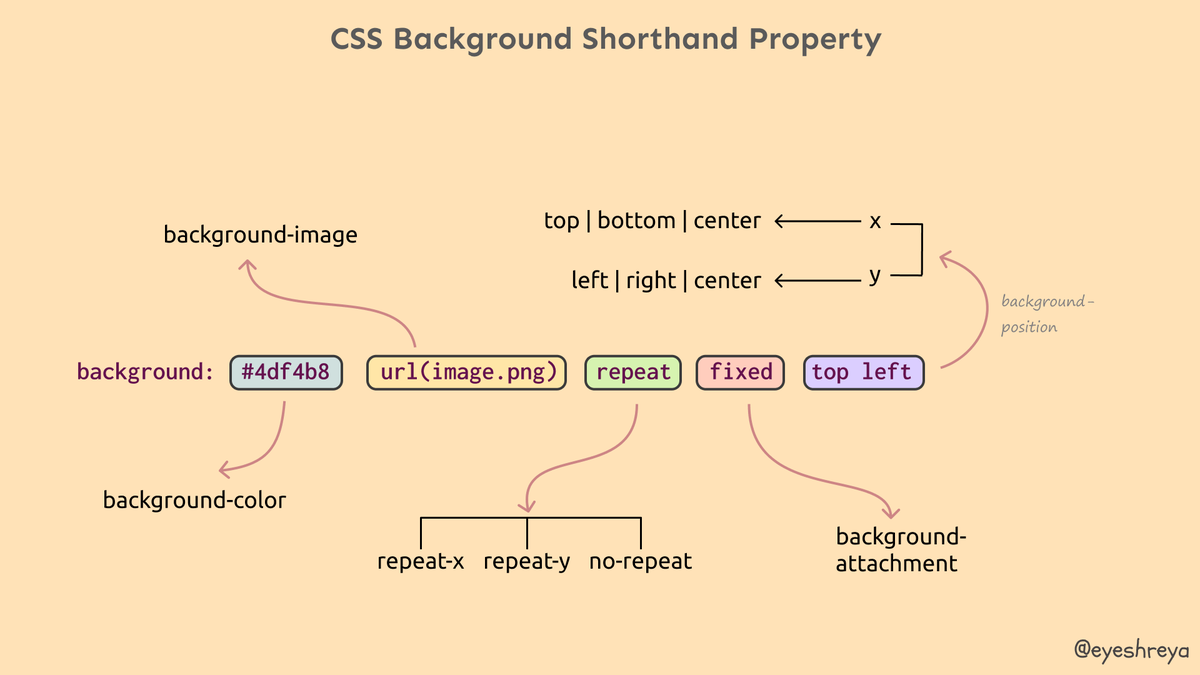 CSS Background Shorthand Property
top | bottom | center x
background-image
left | right | center y
background-
position
background: #4df4b8 url(image.png) repeat fixed top left
background-color
background-
attachment
repeat-x repeat-y no-repeat
@eyeshreya